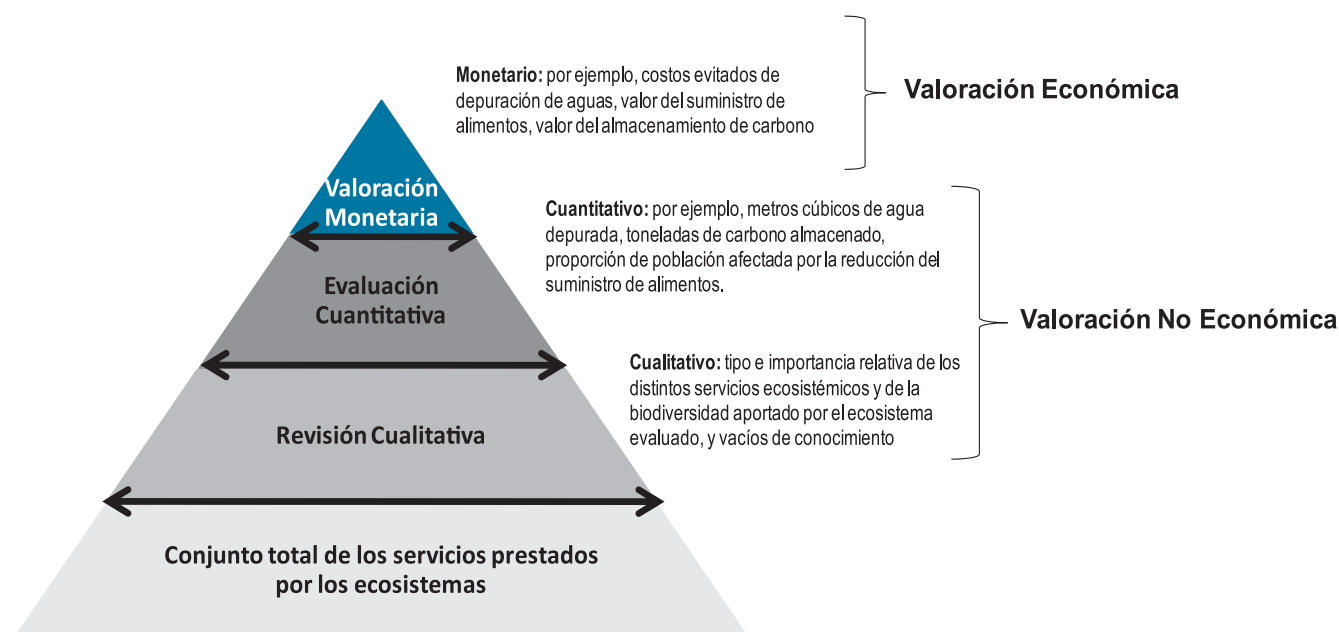 Monetario: por ejemplo, costos evitados de
depuración de aguas, valor del suministro de
alimentos, valor del almacenamiento de carbono
Valoración Económica
Valoración
Monetaria
Cuantitativo: por ejemplo, metros cúbicos de agua
depurada, toneladas de carbono almacenado,
proporción de población afectada por la reducción del
suministro de alimentos.
Evaluación
Cuantitativa
Valoración No Económica
Cualitativo: tipo e importancia relativa de los
distintos servicios ecosistémicos y de la
biodiversidad aportado por el ecosistema
evaluado, y vacíos de conocimiento
Revisión Cualitativa
Conjunto total de los servicios prestados
por los ecosistemas